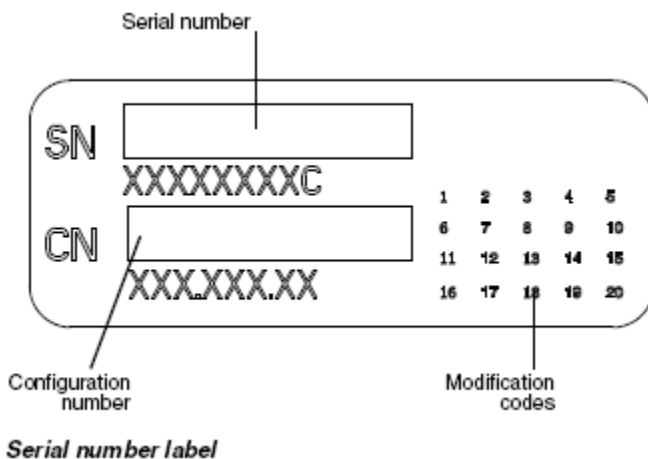 Serial number
SN
XXXXXXXXC
CN
XXX.XXX.XX
1 2 3 4 5
6 7 8 9 10
11 12 13 14 15
16 17 18 19 20
Configuration
number
Modification
codes
Serial number label